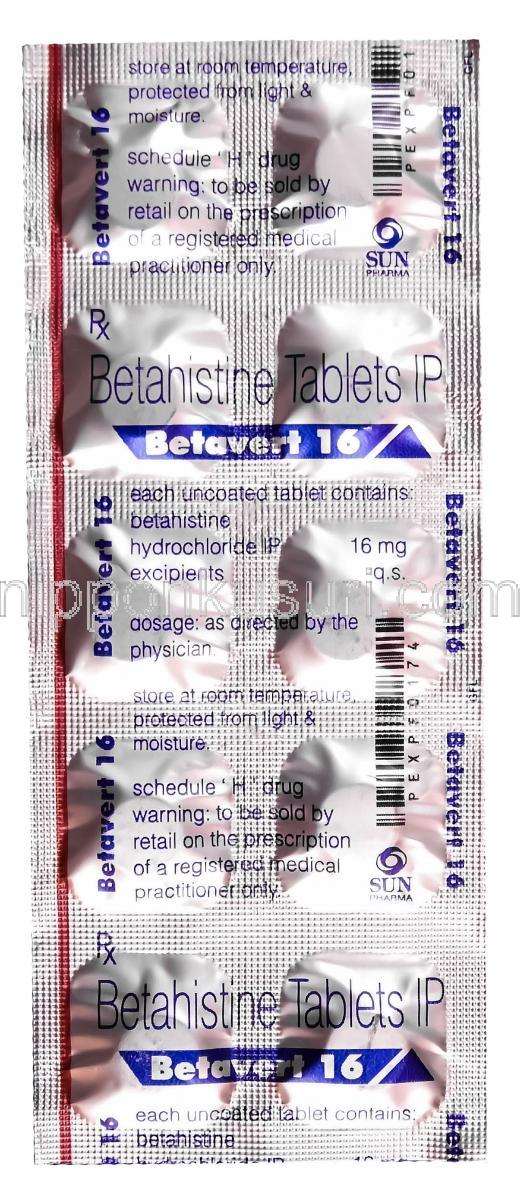 store at room temperature,
protected from light &
moisture.
schedule 'H' drug
warning: to be sold by
retail on the prescription
of a registered medical
practitioner only.
Betavert 16
PEXPF01
GFL
SUN
PHARMA
Betavert 16
Rx
Betahistine Tablets IP
Betavert 16
Betavert 16
each uncoated tablet contains:
betahistine
hydrochloride IP 16 mg
excipients q.s.
dosage: as directed by the
physician.
Betavert 16
nipponkusuri.com
store at room temperature,
protected from light &
moisture.
PEXPF0174
GFL
Betavert 16
schedule 'H' drug
warning: to be sold by
retail on the prescription
of a registered medical
practitioner only.
SUN
PHARMA
Betavert 16
Rx
Betahistine Tablets IP
Betavert 16
16
each uncoated tablet contains:
betahistine
Bet